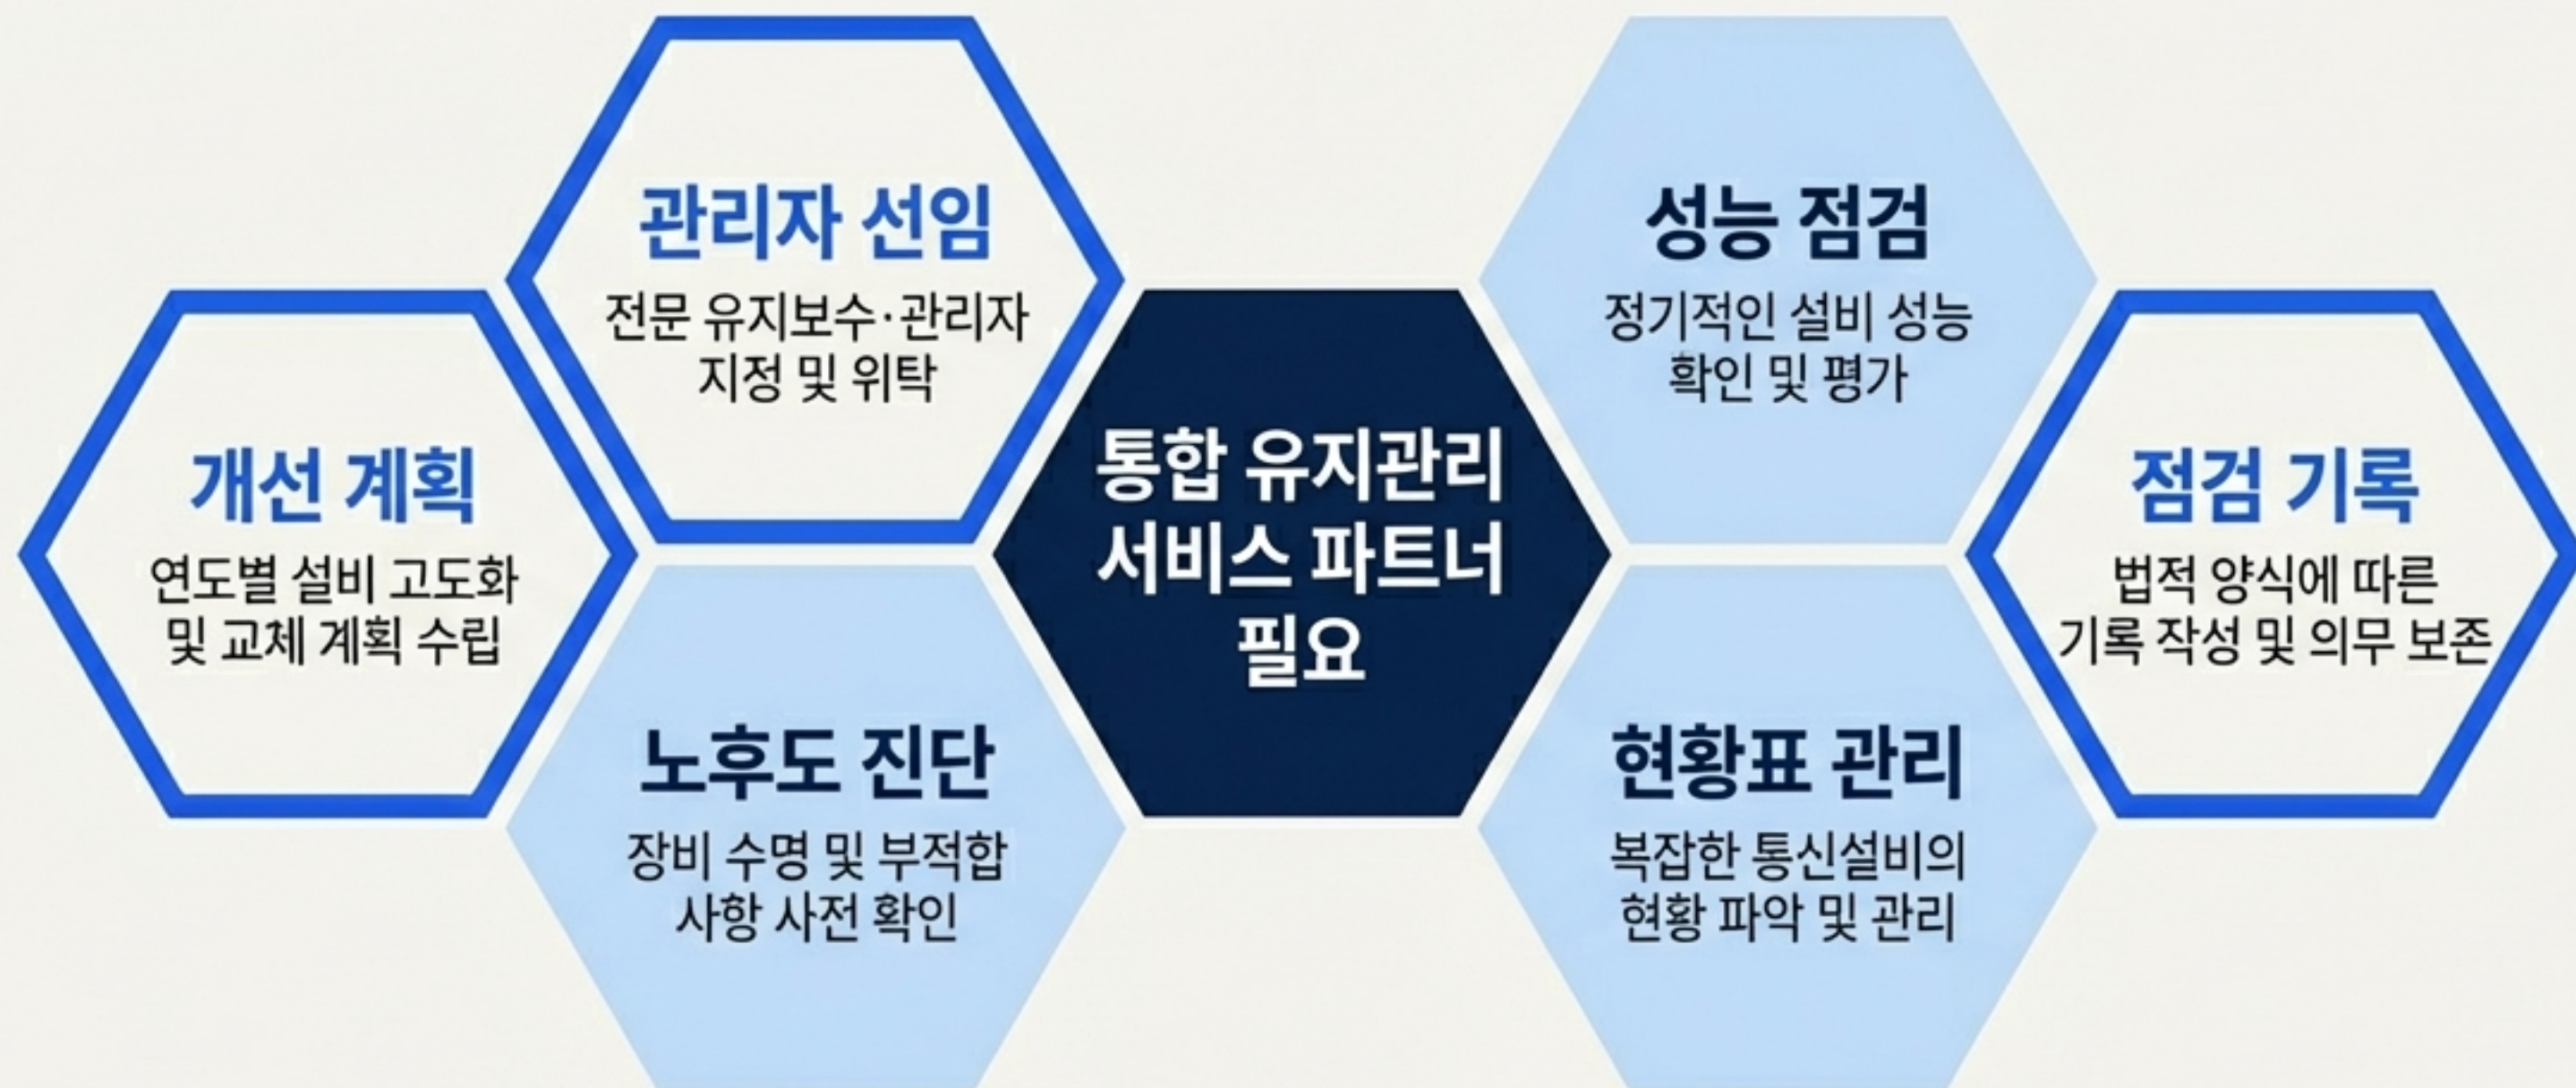 관리자 선임
전문 유지보수·관리자
지정 및 위탁
성능 점검
정기적인 설비 성능
확인 및 평가
개선 계획
연도별 설비 고도화
및 교체 계획 수립
통합 유지관리
서비스 파트너
필요
점검 기록
법적 양식에 따른
기록 작성 및 의무 보존
노후도 진단
장비 수명 및 부적합
사항 사전 확인
현황표 관리
복잡한 통신설비의
현황 파악 및 관리